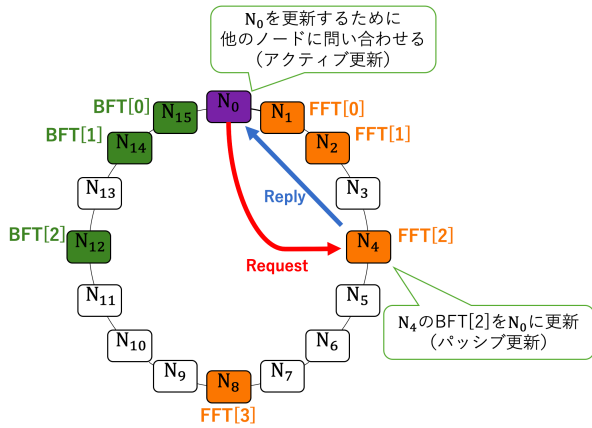 N₀を更新するために
他のノードに問い合わせる
（アクティブ更新）
BFT[0]
N₁₅
N₀
N₁
FFT[0]
BFT[1]
N₁₄
N₂
FFT[1]
N₁₃
Reply
N₃
BFT[2]
N₁₂
N₄
FFT[2]
Request
N₁₁
N₅
N₄のBFT[2]をN₀に更新
（パッシブ更新）
N₁₀
N₆
N₉
N₈
N₇
FFT[3]